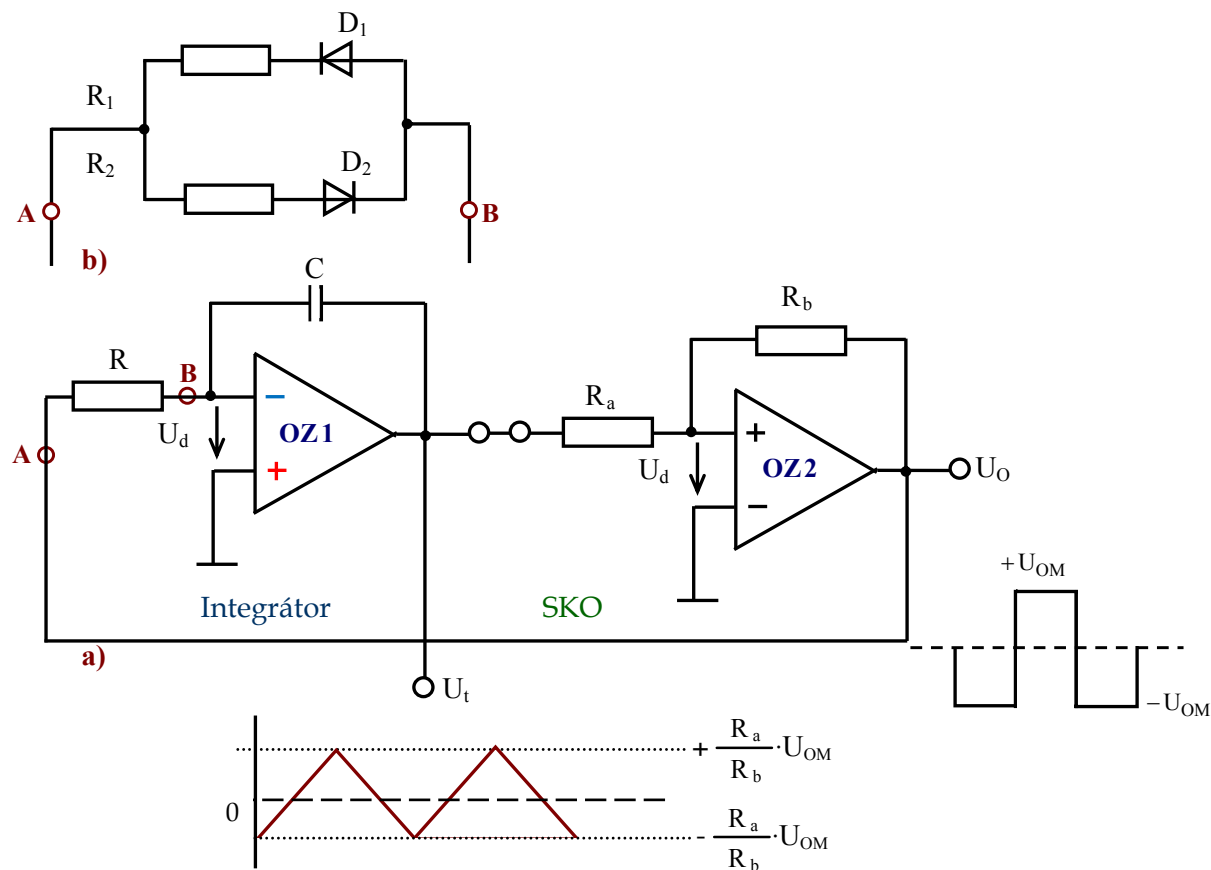 D1
R1
R2
D2
A
B
b)
C
Rb
R
B
Ra
−
+
Ud
OZ1
OZ2
A
+
Ud
−
UO
+UOM
Integrátor
SKO
a)
Ut
−UOM
+ Ra/Rb·UOM
0
- Ra/Rb·UOM